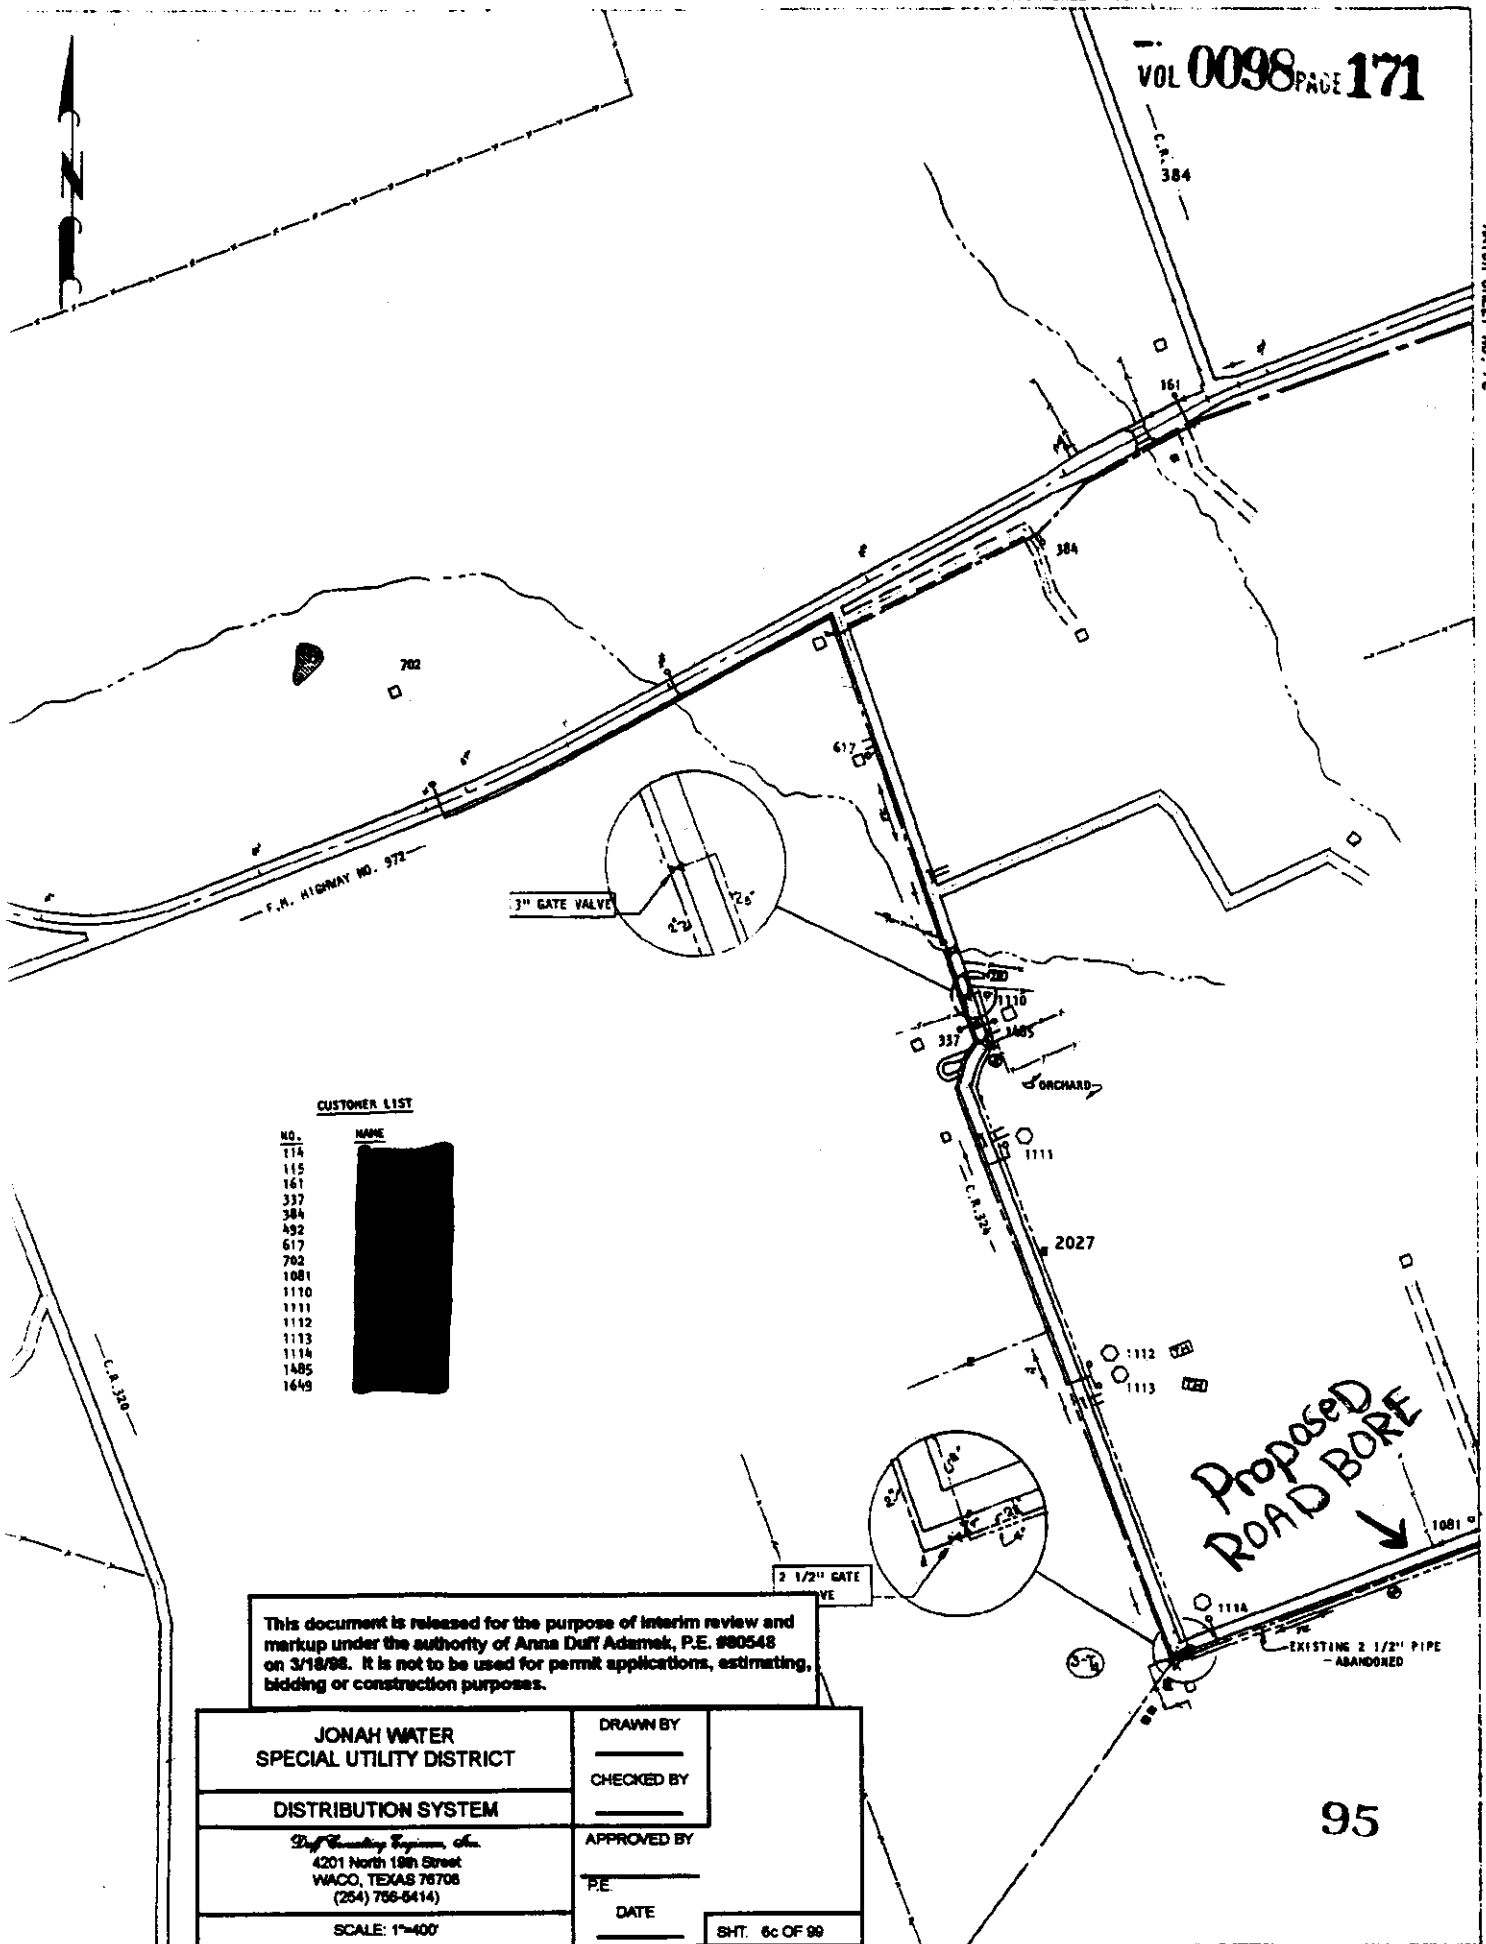 VOL 0098 PAGE 171
C.R.
384
161
384
702
617
F.M. HIGHWAY NO. 972
3" GATE VALVE
1110
337
1485
ORCHARD
1111
C.R.324
CUSTOMER LIST
NO. NAME
114
115
161
337
384
492
617
702
1081
1110
1111
1112
1113
1114
1485
1649
2027
C.R.320
1112
1113
Proposed
ROAD BORE
1081
2 1/2" GATE
1114
EXISTING 2 1/2" PIPE
- ABANDONED
This document is released for the purpose of interim review and
markup under the authority of Anna Duff Adamek, P.E. #80548
on 3/18/98. It is not to be used for permit applications, estimating,
bidding or construction purposes.
JONAH WATER
SPECIAL UTILITY DISTRICT
DISTRIBUTION SYSTEM
Duff Consulting Engineers, Inc.
4201 North 19th Street
WACO, TEXAS 76708
(254) 756-5414)
SCALE: 1"=400'
DRAWN BY
CHECKED BY
APPROVED BY
P.E.
DATE
SHT. 6c OF 99
95